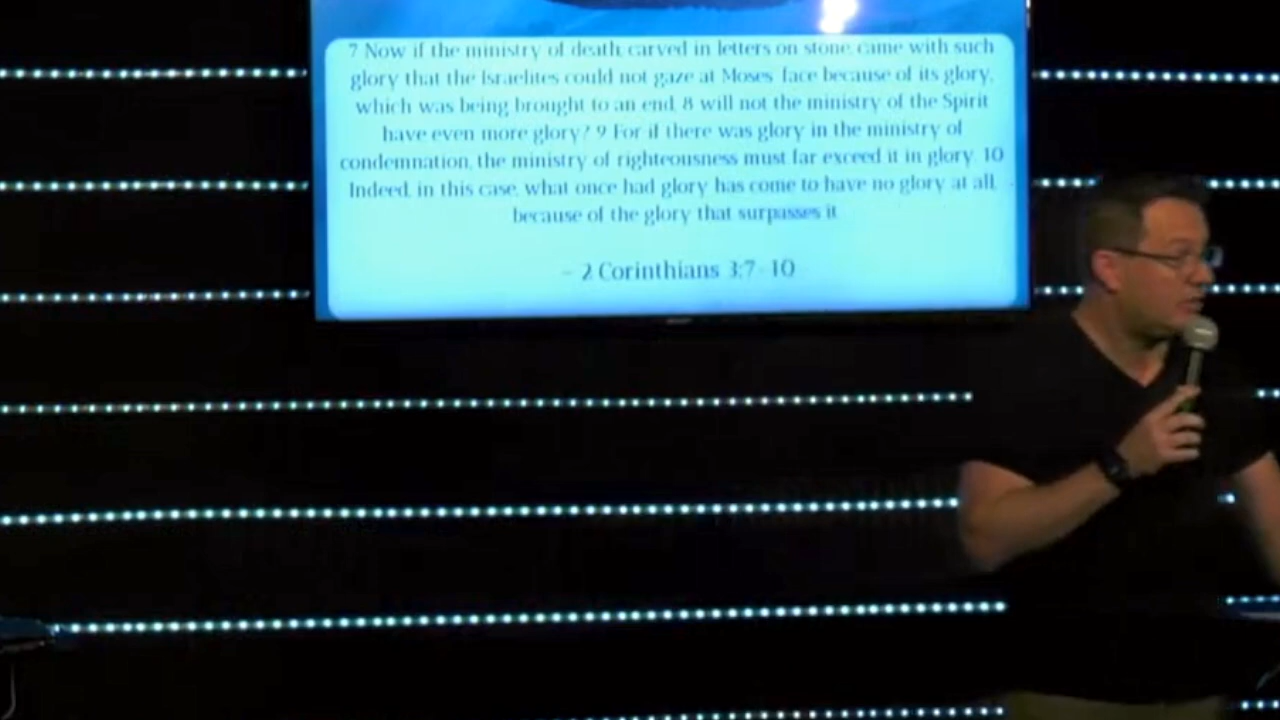 7 Now if the ministry of death, carved in letters on stone, came with such
glory that the Israelites could not gaze at Moses' face because of its glory,
which was being brought to an end, 8 will not the ministry of the Spirit
have even more glory? 9 For if there was glory in the ministry of
condemnation, the ministry of righteousness must far exceed it in glory. 10
Indeed, in this case, what once had glory has come to have no glory at all,
because of the glory that surpasses it.
- 2 Corinthians 3:7-10